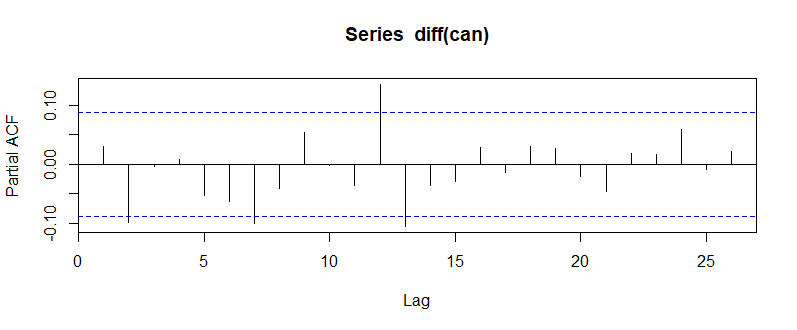 Series  diff(can)
Partial ACF
0.10
0.00
-0.10
0 5 10 15 20 25
Lag